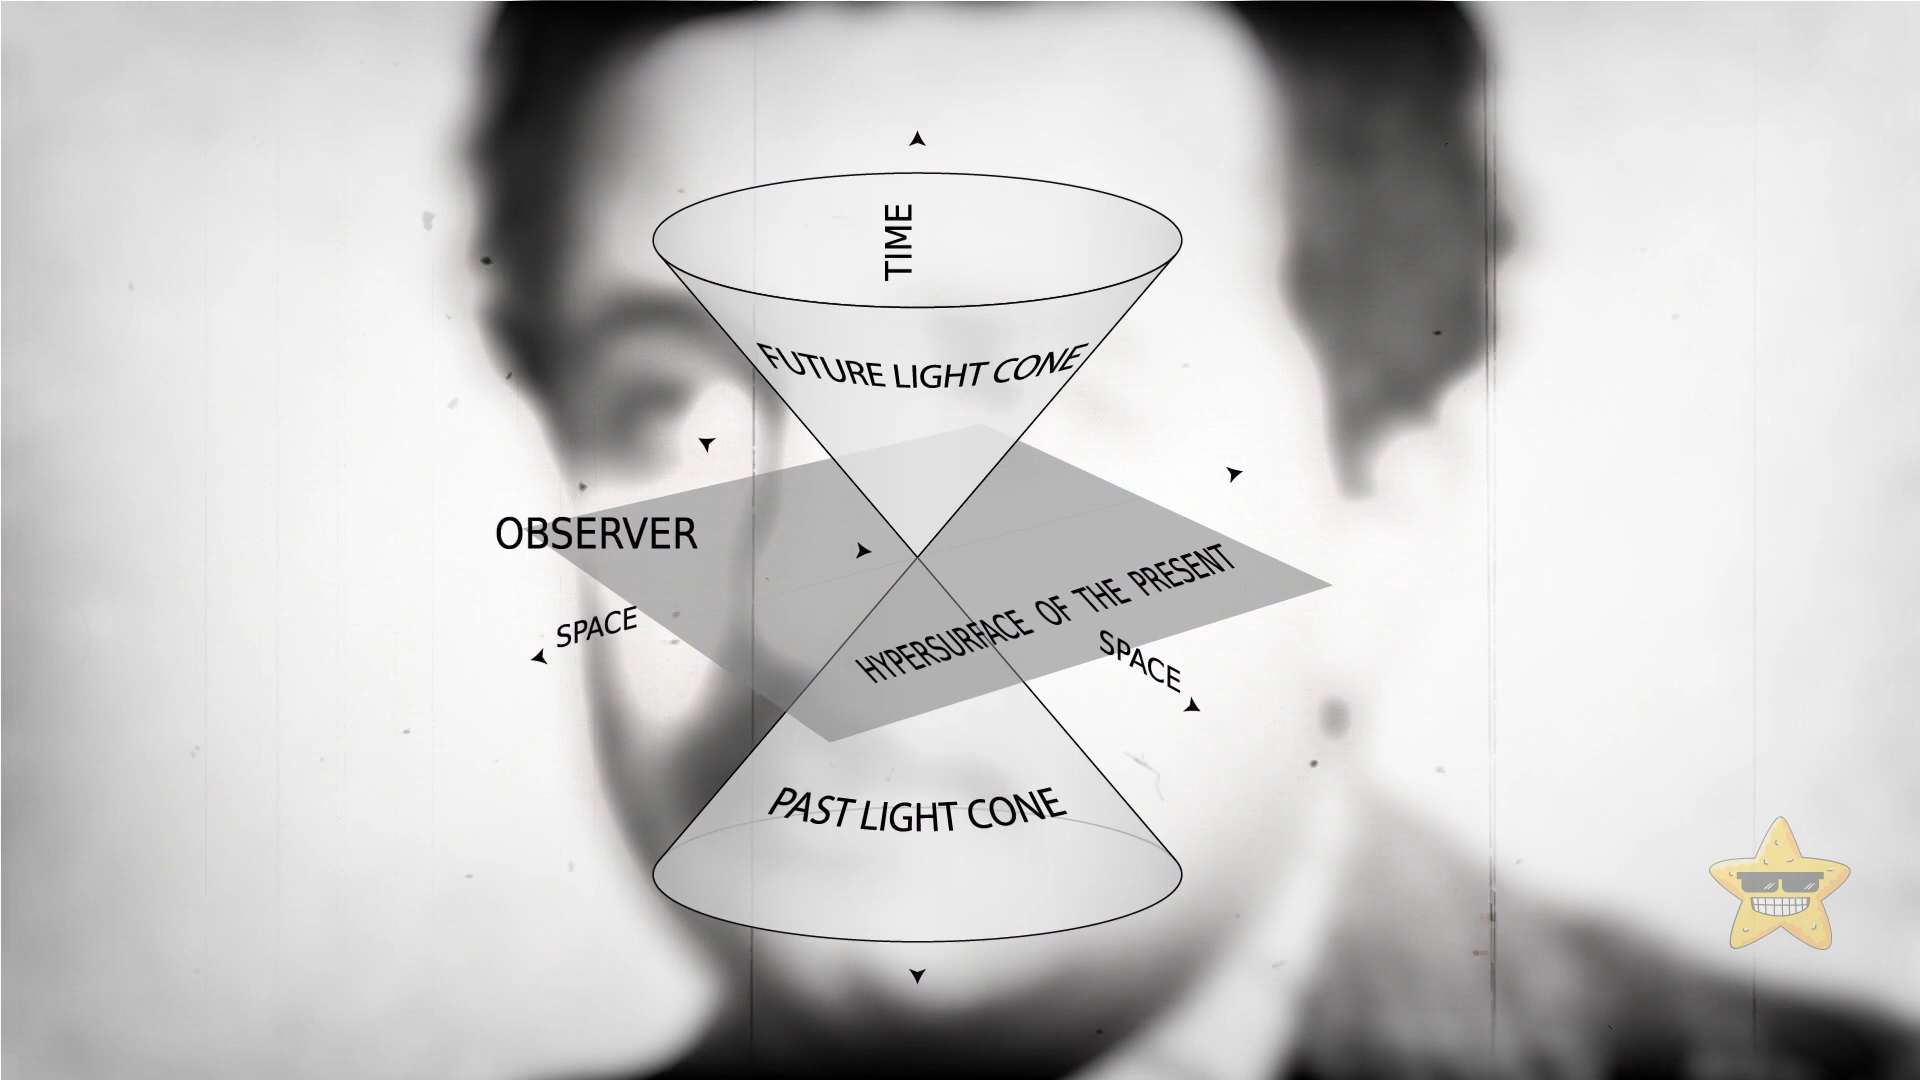 TIME
FUTURE LIGHT CONE
OBSERVER
HYPERSURFACE OF THE PRESENT
SPACE
SPACE
PAST LIGHT CONE